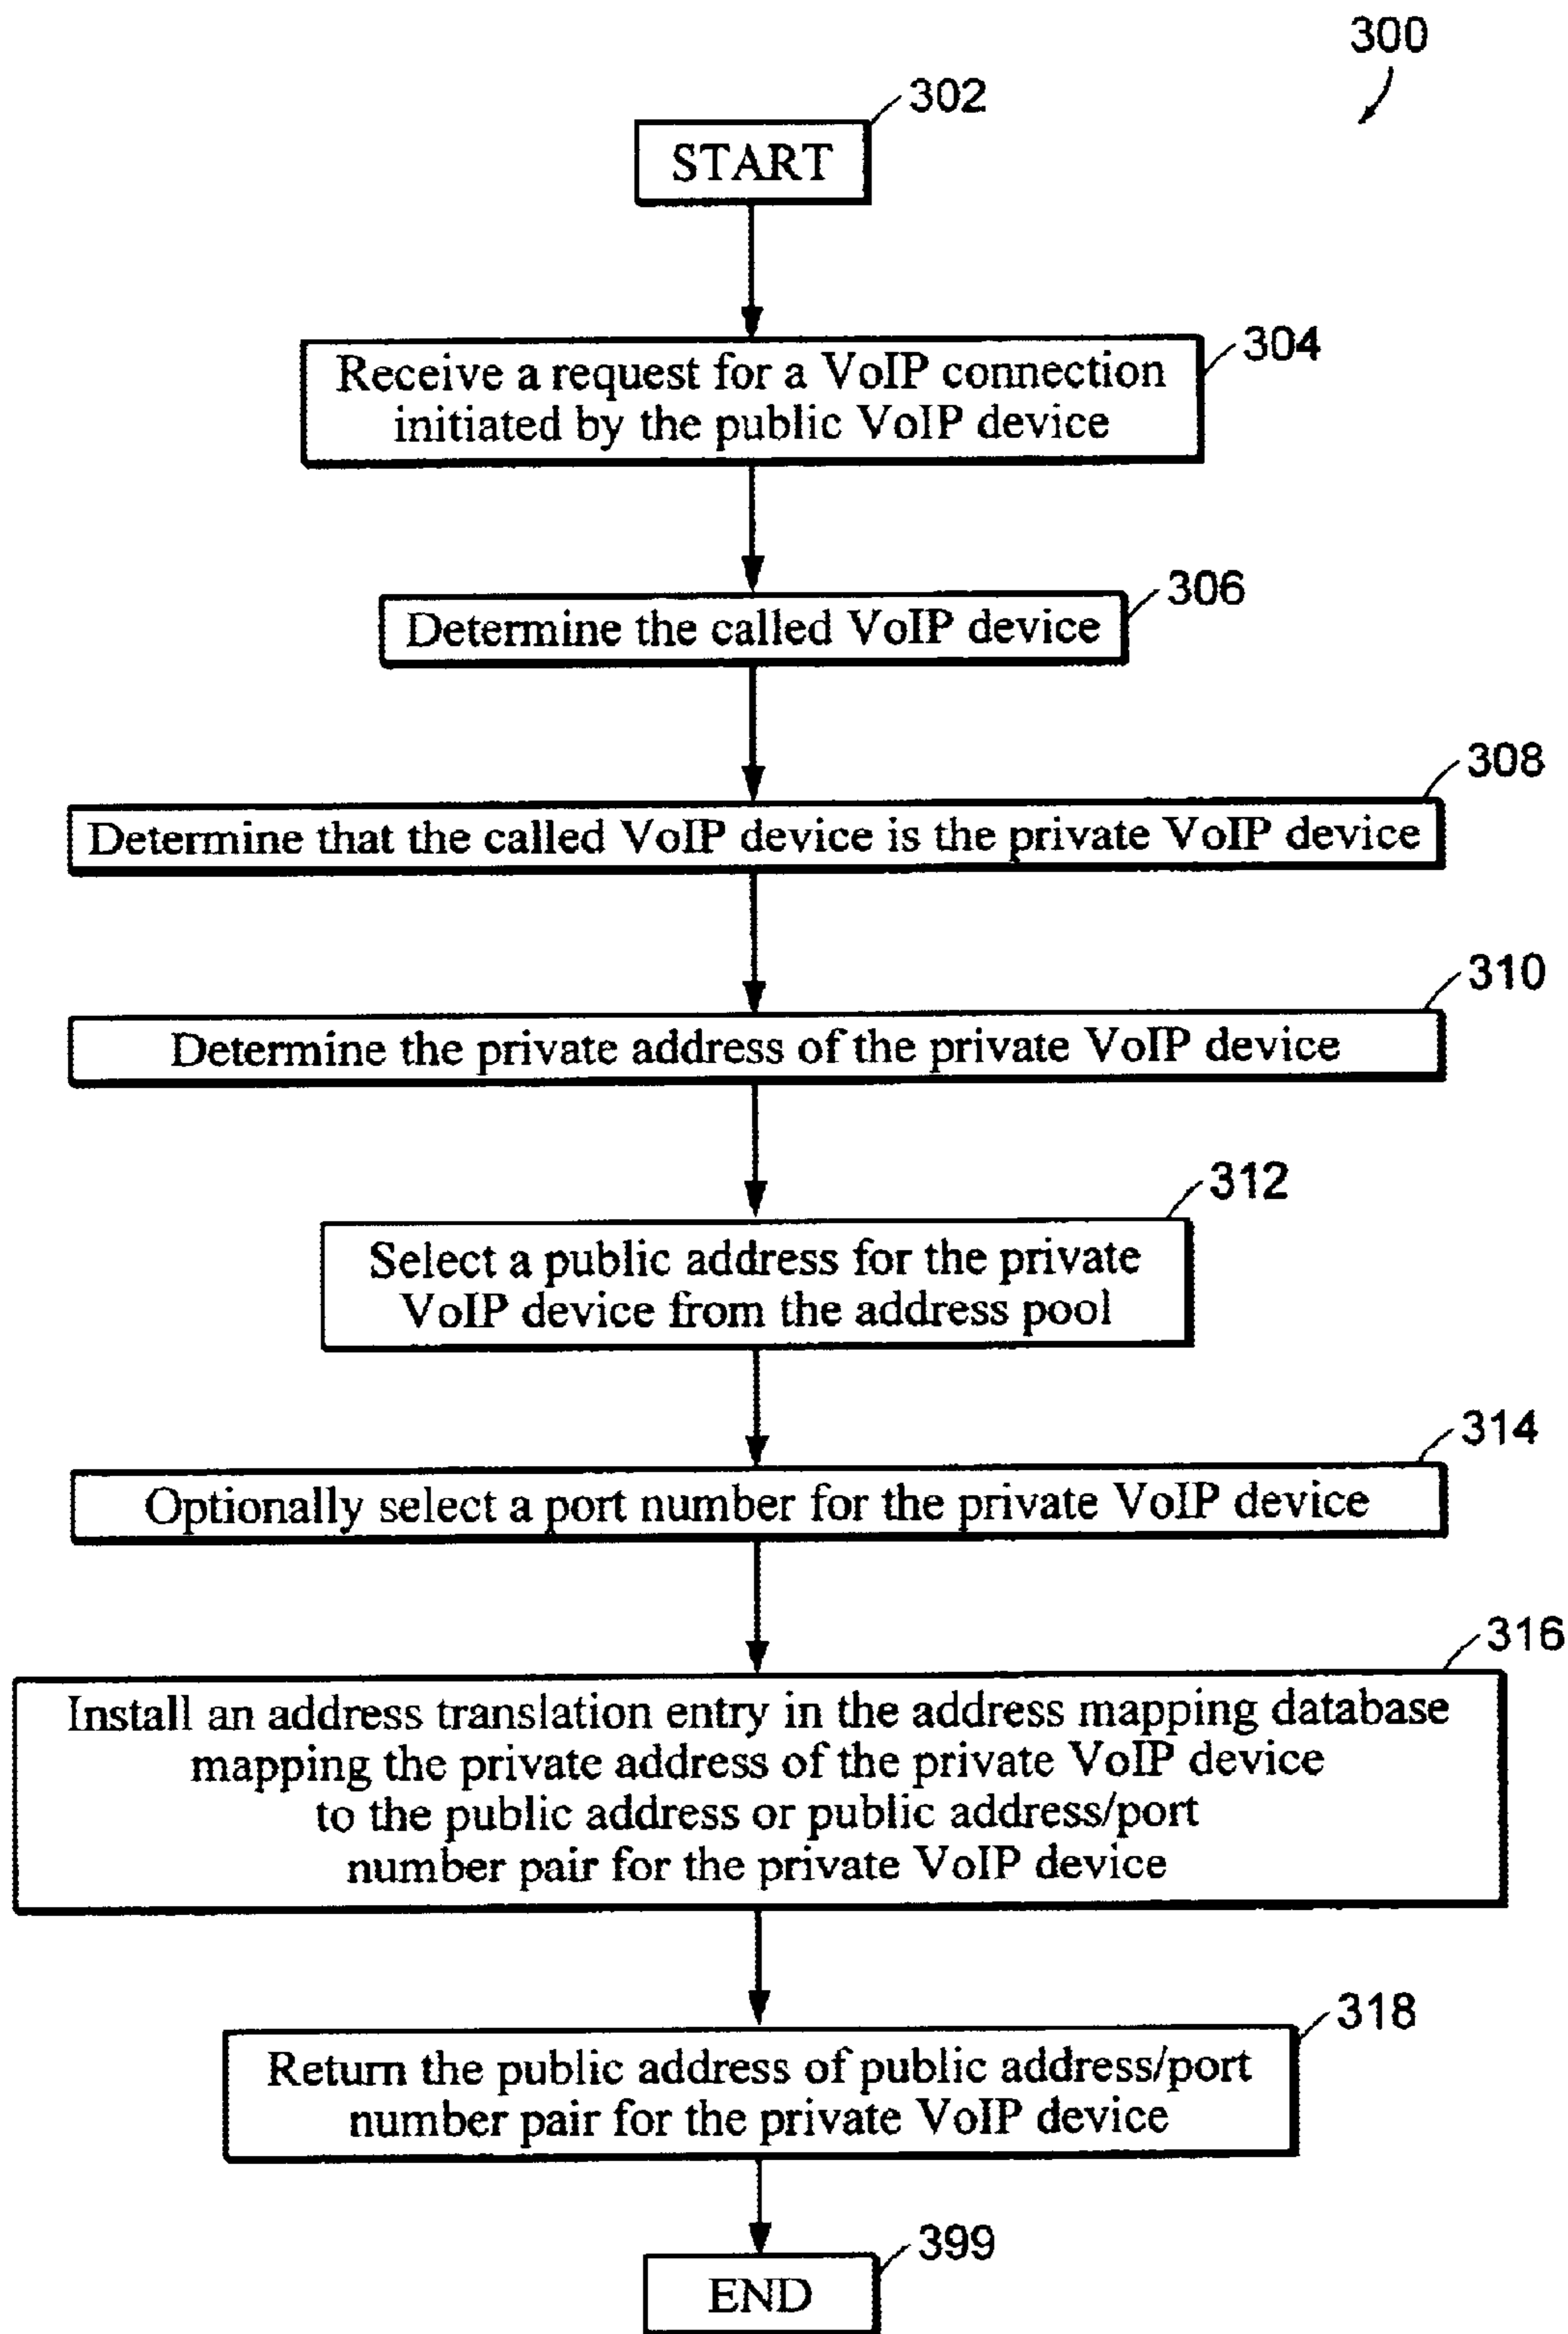 300
302
START
304
Receive a request for a VoIP connection
initiated by the public VoIP device
306
Determine the called VoIP device
308
Determine that the called VoIP device is the private VoIP device
310
Determine the private address of the private VoIP device
312
Select a public address for the private
VoIP device from the address pool
314
Optionally select a port number for the private VoIP device
316
Install an address translation entry in the address mapping database
mapping the private address of the private VoIP device
to the public address or public address/port
number pair for the private VoIP device
318
Return the public address of public address/port
number pair for the private VoIP device
399
END